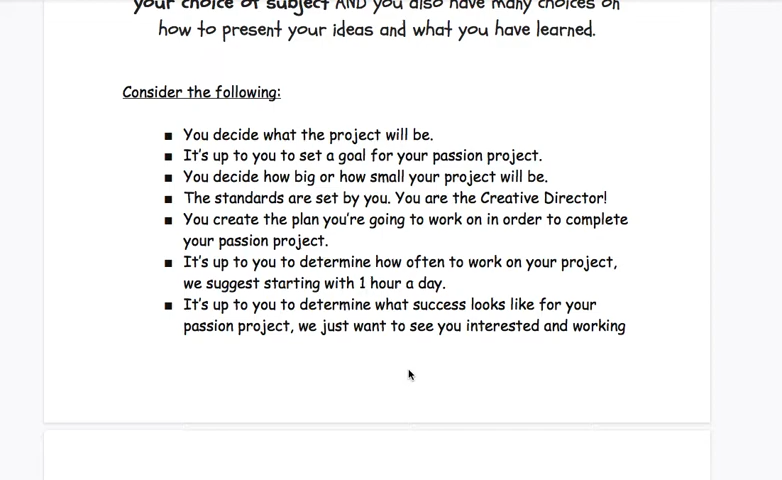 your choice of subject AND you also have many choices on
how to present your ideas and what you have learned.
Consider the following:
▪ You decide what the project will be.
▪ It's up to you to set a goal for your passion project.
▪ You decide how big or how small your project will be.
▪ The standards are set by you. You are the Creative Director!
▪ You create the plan you're going to work on in order to complete
your passion project.
▪ It's up to you to determine how often to work on your project,
we suggest starting with 1 hour a day.
▪ It's up to you to determine what success looks like for your
passion project, we just want to see you interested and working